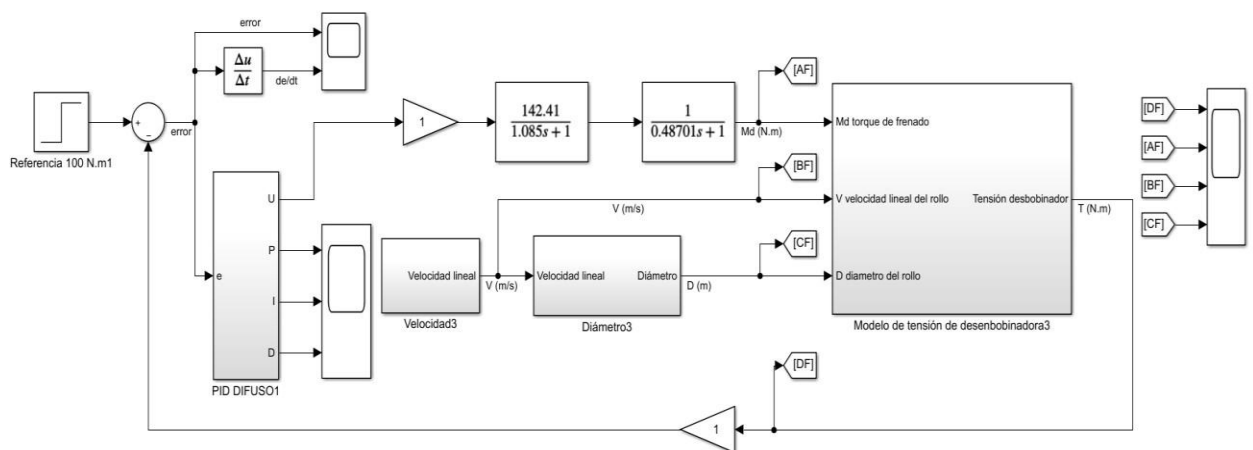 error
Δu
Δt
de/dt
+
-
error
Referencia 100 N.m1
1
142.41
1.085s + 1
1
0.48701s + 1
[AF]
Md (N.m)
Md torque de frenado
[BF]
V (m/s)
V velocidad lineal del rollo
Tensión desbobinador
T (N.m)
[DF]
[AF]
[BF]
[CF]
e
U
P
I
D
PID DIFUSO1
Velocidad lineal
V (m/s)
Velocidad3
Velocidad lineal
Diámetro
D (m)
Diámetro3
[CF]
D diametro del rollo
Modelo de tensión de desenbobinadora3
[DF]
1